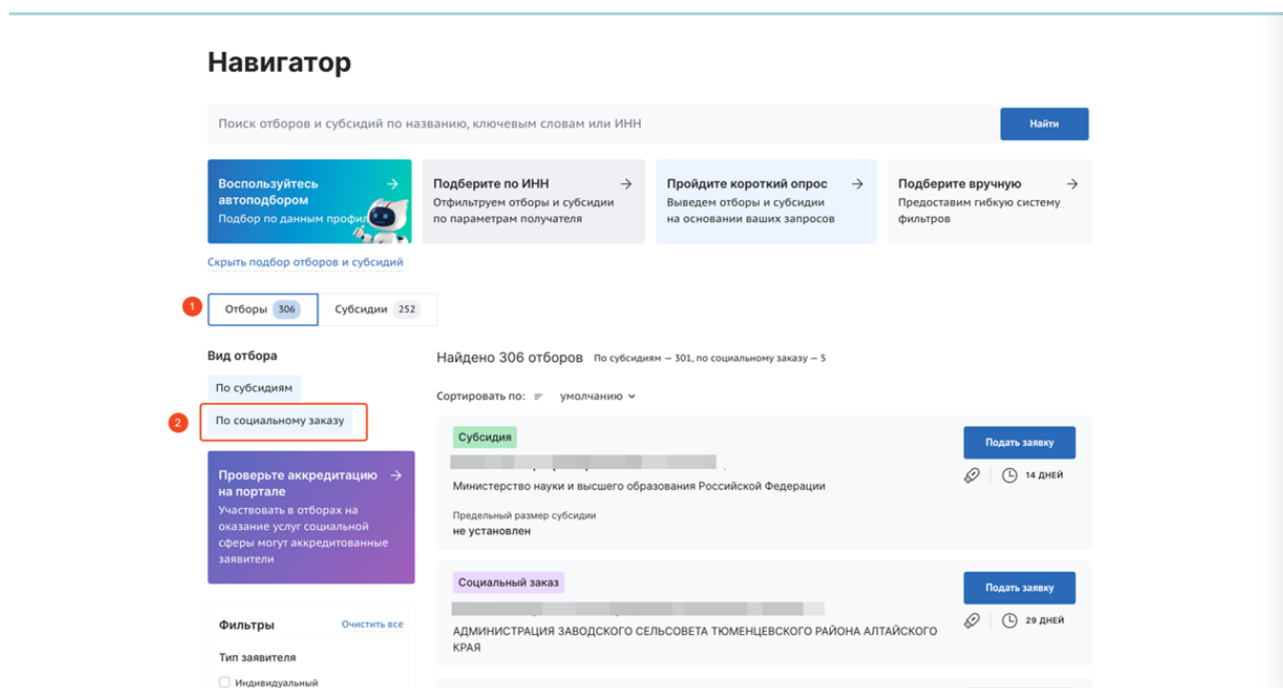 Навигатор
Поиск отборов и субсидий по названию, ключевым словам или ИНН
Найти
Воспользуйтесь
автоподбором
Подбор по данным
Подберите по ИНН
Отфильтруем отборы и субсидии
по параметрам получателя
Пройдите короткий опрос
Выведем отборы и субсидии
на основании ваших запросов
Подберите вручную
Предоставим гибкую систему
фильтров
Скрыть подбор отборов и субсидий
1
Отборы 306
Субсидии 252
Вид отбора
Найдено 306 отборов По субсидиям – 301, по социальному заказу – 5
По субсидиям
Сортировать по: умолчанию
2
По социальному заказу
Проверьте аккредитацию
на портале
Участвовать в отборах на
оказание услуг социальной
сферы могут аккредитованные
заявители
Субсидия
Подать заявку
14 ДНЕЙ
Министерство науки и высшего образования Российской Федерации
Предельный размер субсидии
не установлен
Социальный заказ
Подать заявку
29 ДНЕЙ
АДМИНИСТРАЦИЯ ЗАВОДСКОГО СЕЛЬСОВЕТА ТЮМЕНЦЕВСКОГО РАЙОНА АЛТАЙСКОГО
КРАЯ
Фильтры
Очистить все
Тип заявителя
Индивидуальный